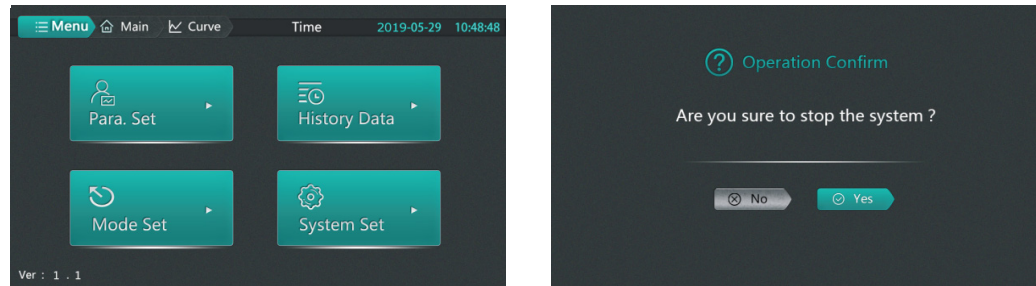 Menu Main Curve Time 2019-05-29 10:48:48
Para. Set History Data
Mode Set System Set
Ver : 1 . 1
Operation Confirm
Are you sure to stop the system ?
No Yes